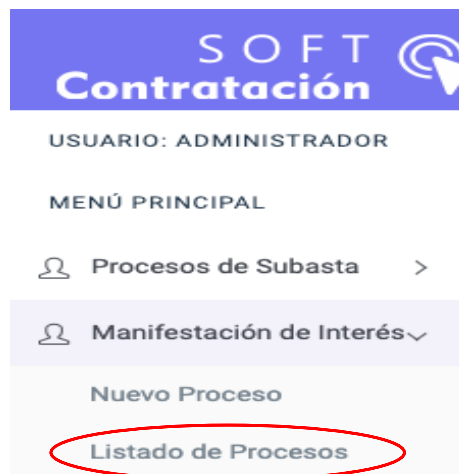 SOFT
Contratación
USUARIO: ADMINISTRADOR
MENÚ PRINCIPAL
Procesos de Subasta
Manifestación de Interés
Nuevo Proceso
Listado de Procesos